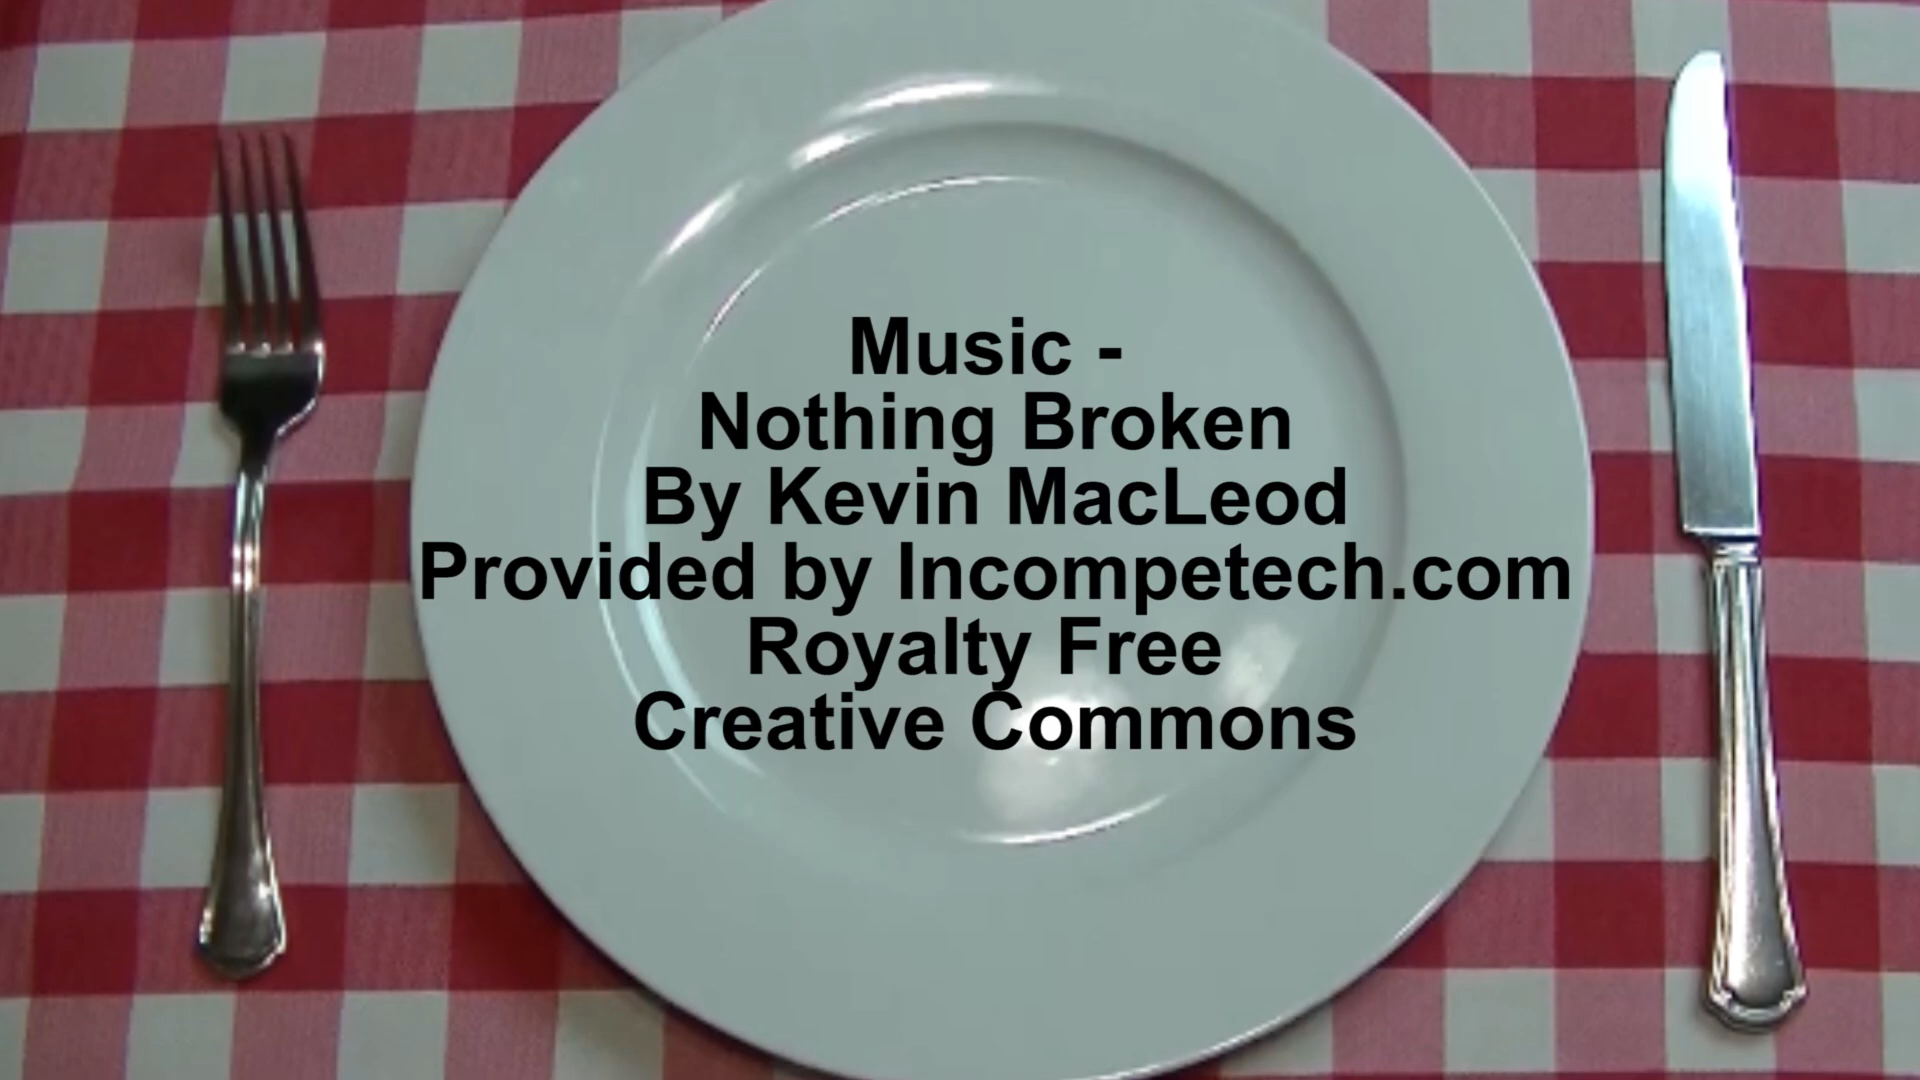 Music -
Nothing Broken
By Kevin MacLeod
Provided by Incompetech.com
Royalty Free
Creative Commons